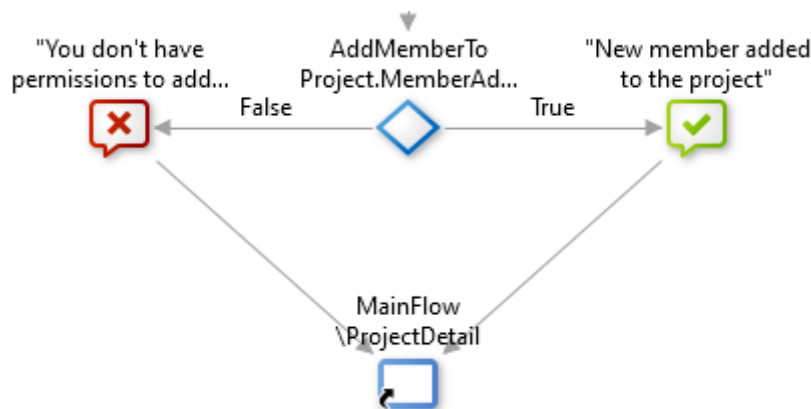 "You don't have
permissions to add...
AddMemberTo
Project.MemberAd...
"New member added
to the project"
False
True
MainFlow
\ProjectDetail